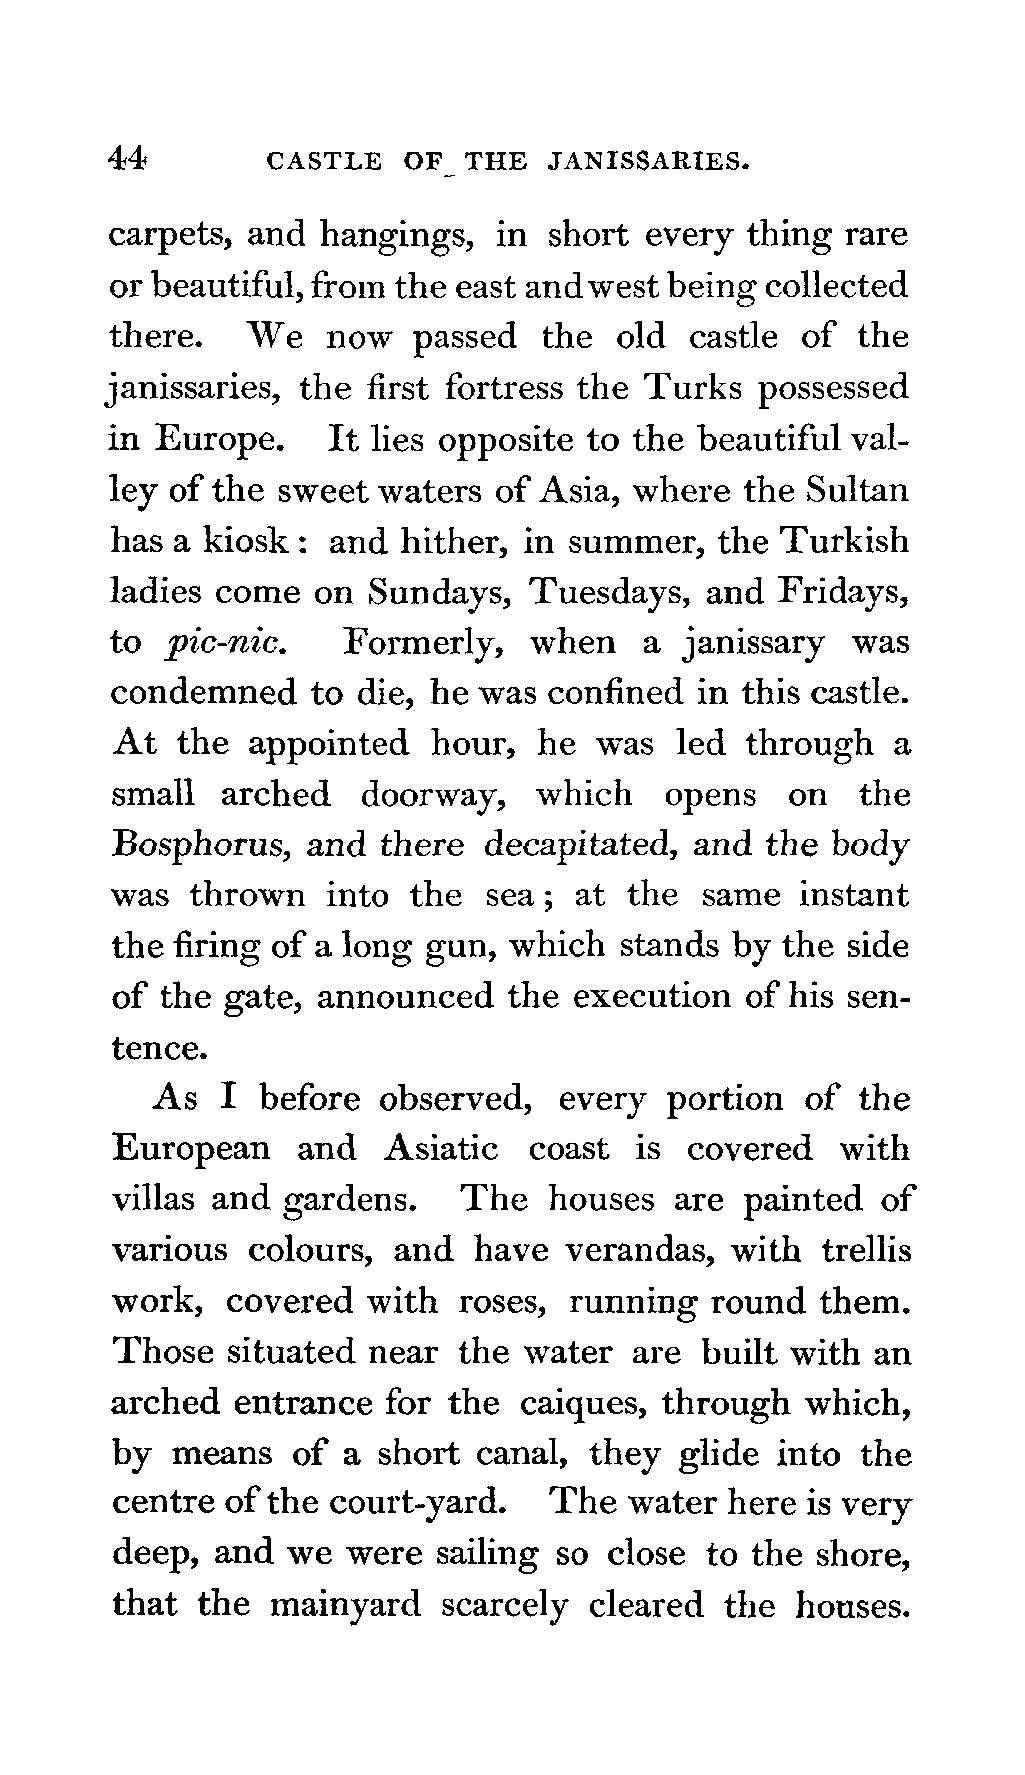 44 CASTLE OF THE JANISSARIES.
carpets, and hangings, in short every thing rare
or beautiful, from the east and west being collected
there. We now passed the old castle of the
janissaries, the first fortress the Turks possessed
in Europe. It lies opposite to the beautiful val-
ley of the sweet waters of Asia, where the Sultan
has a kiosk : and hither, in summer, the Turkish
ladies come on Sundays, Tuesdays, and Fridays,
to pic-nic. Formerly, when a janissary was
condemned to die, he was confined in this castle.
At the appointed hour, he was led through a
small arched doorway, which opens on the
Bosphorus, and there decapitated, and the body
was thrown into the sea ; at the same instant
the firing of a long gun, which stands by the side
of the gate, announced the execution of his sen-
tence.
As I before observed, every portion of the
European and Asiatic coast is covered with
villas and gardens. The houses are painted of
various colours, and have verandas, with trellis
work, covered with roses, running round them.
Those situated near the water are built with an
arched entrance for the caiques, through which,
by means of a short canal, they glide into the
centre of the court-yard. The water here is very
deep, and we were sailing so close to the shore,
that the mainyard scarcely cleared the houses.